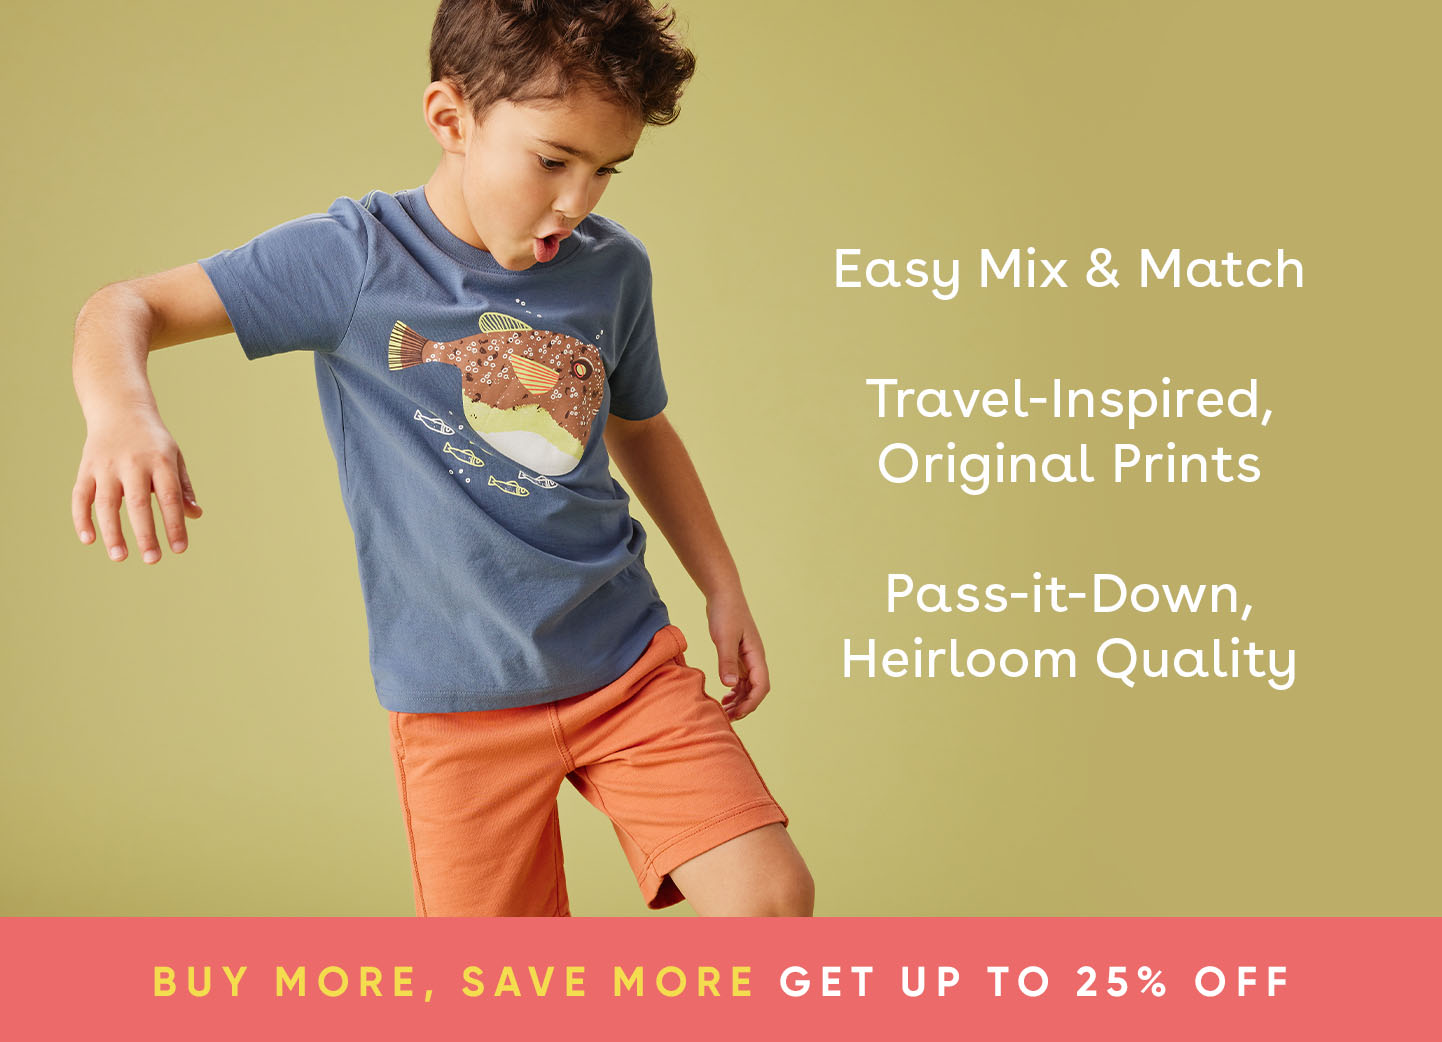 Easy Mix & Match
Travel-Inspired,
Original Prints
Pass-it-Down,
Heirloom Quality
BUY MORE, SAVE MORE GET UP TO 25% OFF